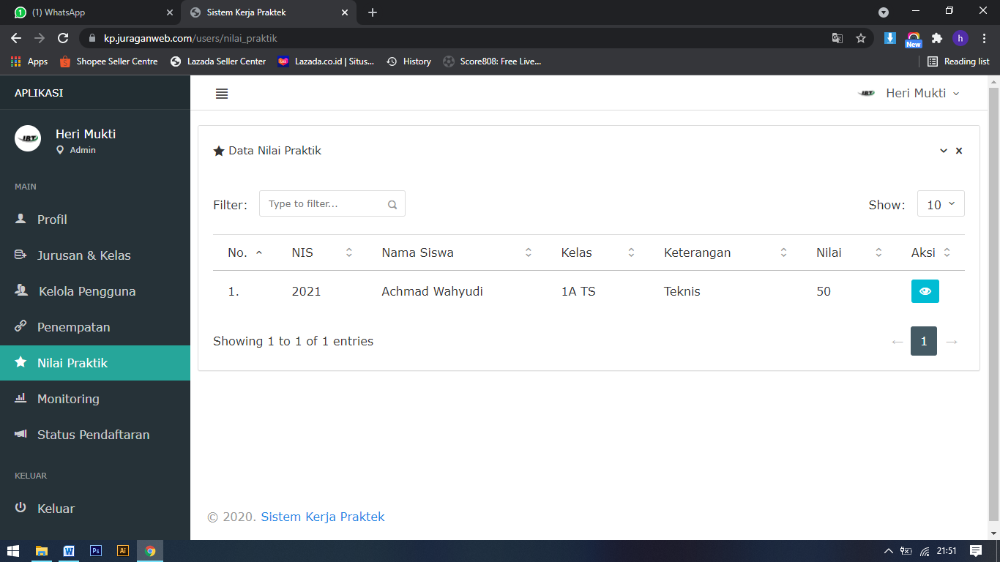 (1) WhatsApp
Sistem Kerja Praktek
kp.juraganweb.com/users/nilai_praktik
h
New
Apps
Shopee Seller Centre
Lazada Seller Center
Lazada.co.id | Situs...
History
Score808: Free Live...
Reading list
APLIKASI
Heri Mukti
IBT
Heri Mukti
Admin
MAIN
Profil
Jurusan & Kelas
Kelola Pengguna
Penempatan
Nilai Praktik
Monitoring
Status Pendaftaran
KELUAR
Keluar
Data Nilai Praktik
Filter: Type to filter...
Show: 10
No. NIS Nama Siswa Kelas Keterangan Nilai Aksi
1. 2021 Achmad Wahyudi 1A TS Teknis 50
Showing 1 to 1 of 1 entries
← 1 →
© 2020. Sistem Kerja Praktek
W Ps Ai
21:51